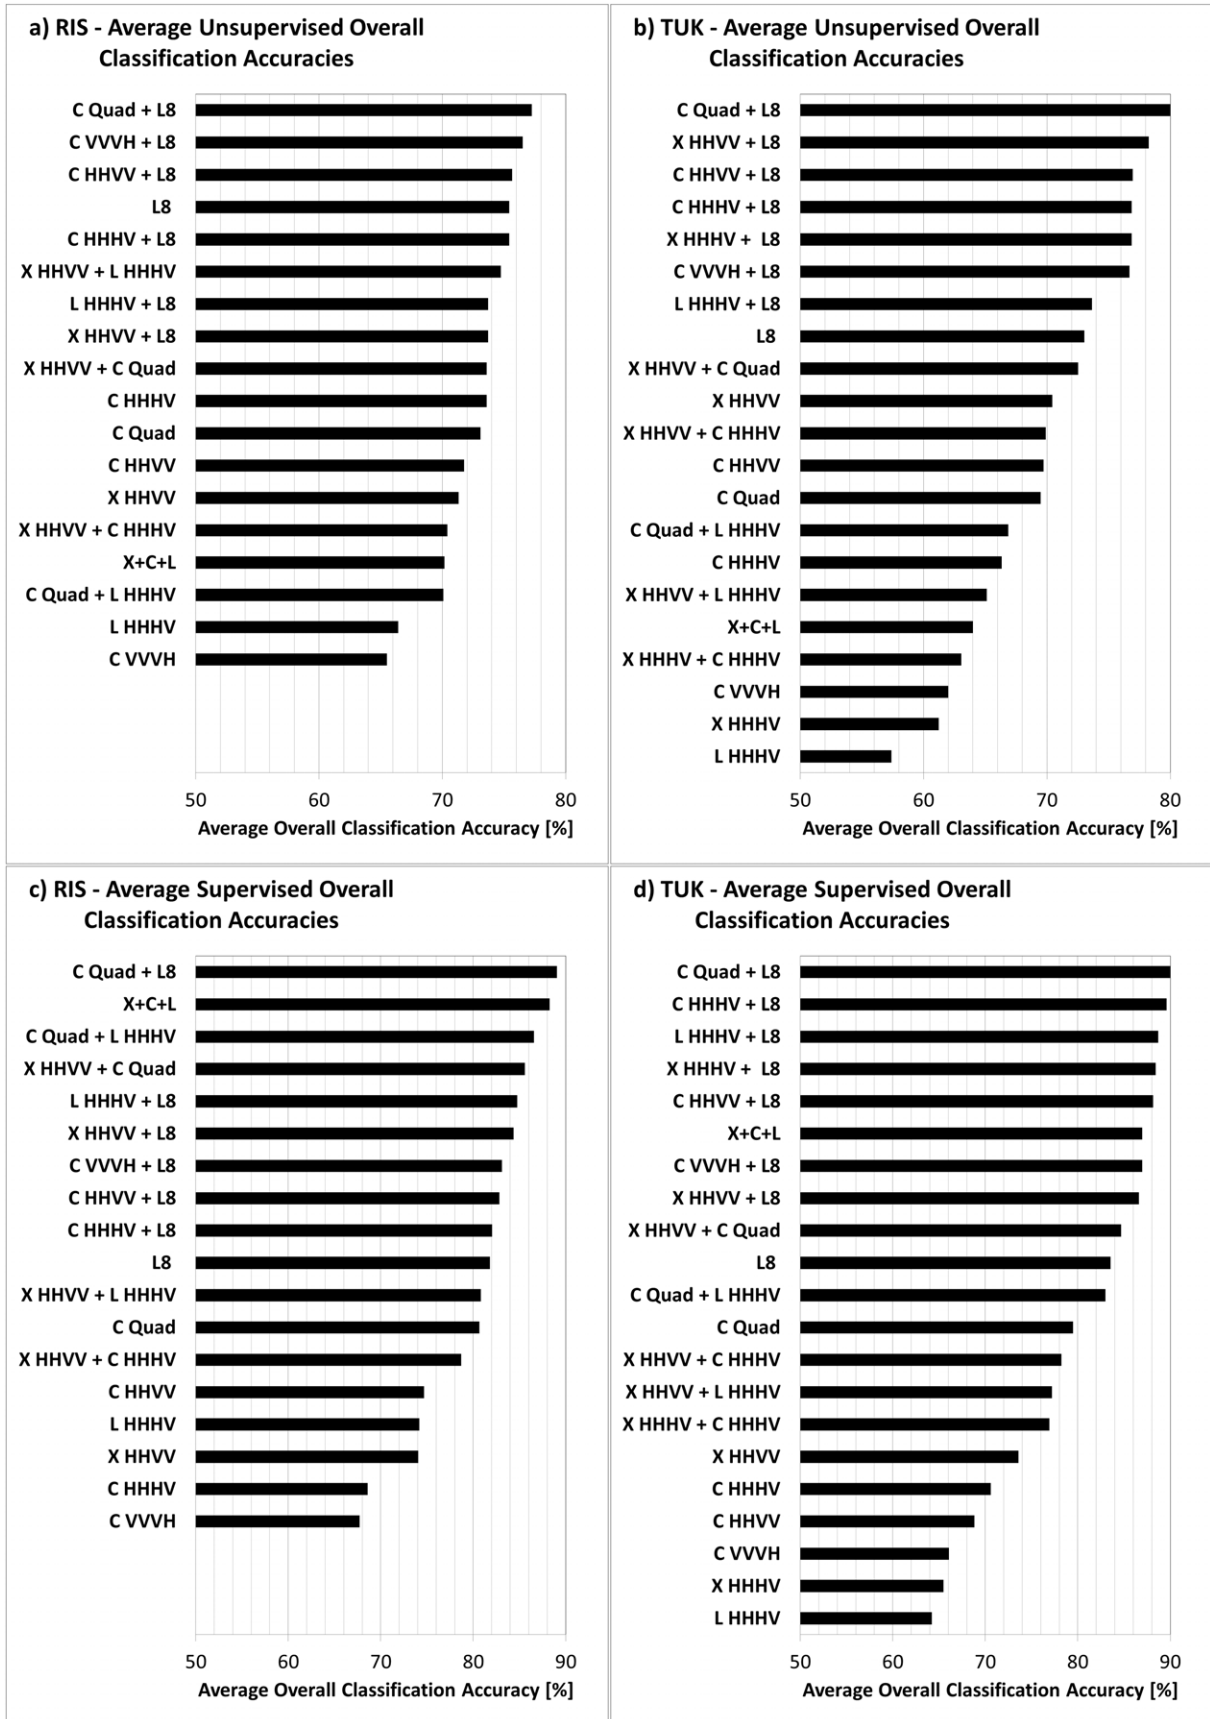 a) RIS - Average Unsupervised Overall
Classification Accuracies
C Quad + L8
C VVVH + L8
C HHVV + L8
L8
C HHHV + L8
X HHVV + L HHHV
L HHHV + L8
X HHVV + L8
X HHVV + C Quad
C HHHV
C Quad
C HHVV
X HHVV
X HHVV + C HHHV
X+C+L
C Quad + L HHHV
L HHHV
C VVVH
50 60 70 80
Average Overall Classification Accuracy [%]
b) TUK - Average Unsupervised Overall
Classification Accuracies
C Quad + L8
X HHVV + L8
C HHVV + L8
C HHHV + L8
X HHHV + L8
C VVVH + L8
L HHHV + L8
L8
X HHVV + C Quad
X HHVV
X HHVV + C HHHV
C HHVV
C Quad
C Quad + L HHHV
C HHHV
X HHVV + L HHHV
X+C+L
X HHHV + C HHHV
C VVVH
X HHHV
L HHHV
50 60 70 80
Average Overall Classification Accuracy [%]
c) RIS - Average Supervised Overall
Classification Accuracies
C Quad + L8
X+C+L
C Quad + L HHHV
X HHVV + C Quad
L HHHV + L8
X HHVV + L8
C VVVH + L8
C HHVV + L8
C HHHV + L8
L8
X HHVV + L HHHV
C Quad
X HHVV + C HHHV
C HHVV
L HHHV
X HHVV
C HHHV
C VVVH
50 60 70 80 90
Average Overall Classification Accuracy [%]
d) TUK - Average Supervised Overall
Classification Accuracies
C Quad + L8
C HHHV + L8
L HHHV + L8
X HHHV + L8
C HHVV + L8
X+C+L
C VVVH + L8
X HHVV + L8
X HHVV + C Quad
L8
C Quad + L HHHV
C Quad
X HHVV + C HHHV
X HHVV + L HHHV
X HHHV + C HHHV
X HHVV
C HHHV
C HHVV
C VVVH
X HHHV
L HHHV
50 60 70 80 90
Average Overall Classification Accuracy [%]